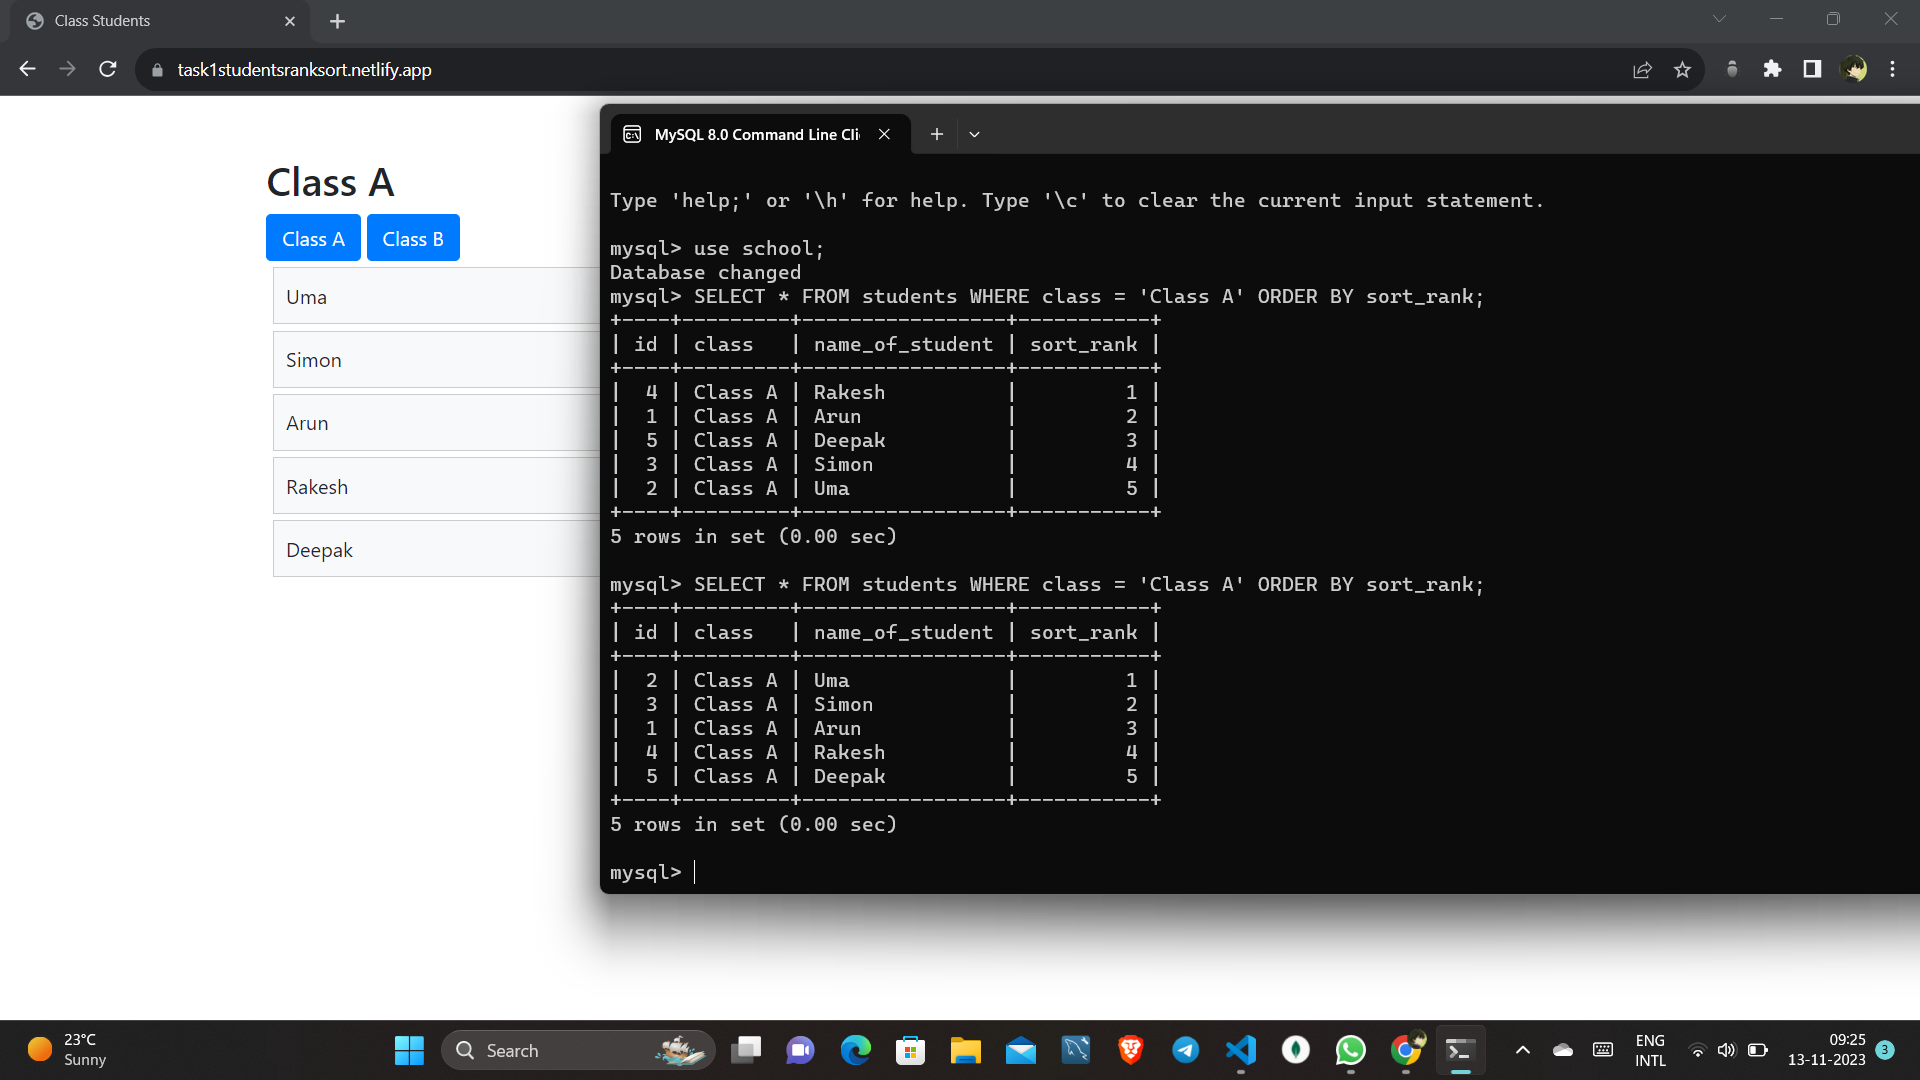 Class Students
task1studentsranksort.netlify.app
Class A
Class A
Class B
Uma
Simon
Arun
Rakesh
Deepak
MySQL 8.0 Command Line Cli
Type 'help;' or '\h' for help. Type '\c' to clear the current input statement.
mysql> use school;
Database changed
mysql> SELECT * FROM students WHERE class = 'Class A' ORDER BY sort_rank;
+----+---------+-----------------+-----------+
| id | class   | name_of_student | sort_rank |
+----+---------+-----------------+-----------+
|  4 | Class A | Rakesh          |         1 |
|  1 | Class A | Arun            |         2 |
|  5 | Class A | Deepak          |         3 |
|  3 | Class A | Simon           |         4 |
|  2 | Class A | Uma             |         5 |
+----+---------+-----------------+-----------+
5 rows in set (0.00 sec)
mysql> SELECT * FROM students WHERE class = 'Class A' ORDER BY sort_rank;
+----+---------+-----------------+-----------+
| id | class   | name_of_student | sort_rank |
+----+---------+-----------------+-----------+
|  2 | Class A | Uma             |         1 |
|  3 | Class A | Simon           |         2 |
|  1 | Class A | Arun            |         3 |
|  4 | Class A | Rakesh          |         4 |
|  5 | Class A | Deepak          |         5 |
+----+---------+-----------------+-----------+
5 rows in set (0.00 sec)
mysql>
23°C
Sunny
Search
ENG
INTL
09:25
13-11-2023
3